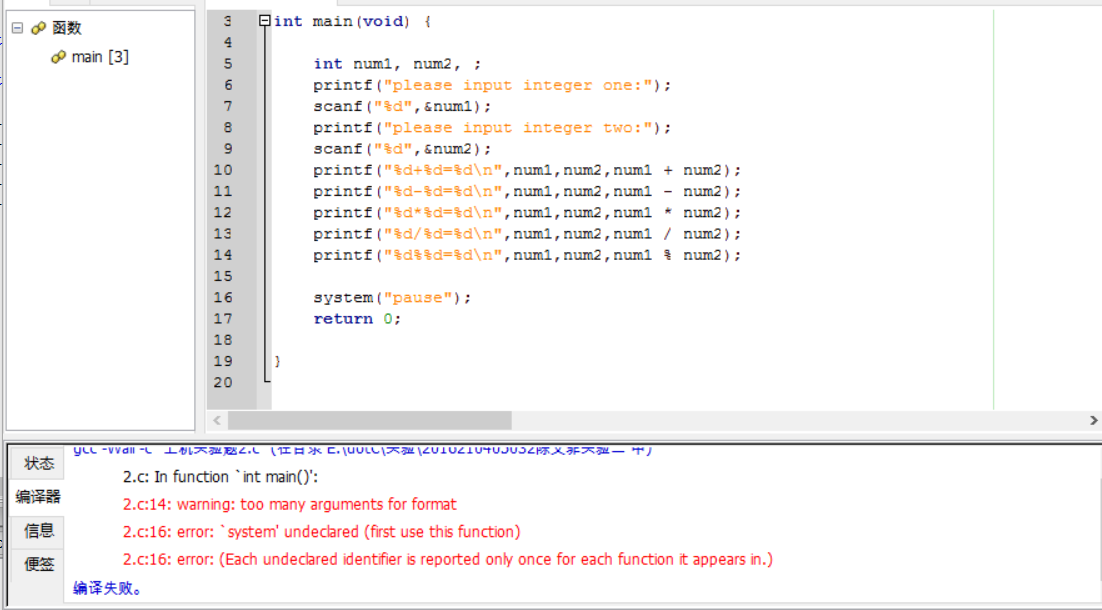 函数
main [3]
3 int main(void) {
4
5 int num1, num2, ;
6 printf("please input integer one:");
7 scanf("%d",&num1);
8 printf("please input integer two:");
9 scanf("%d",&num2);
10 printf("%d+%d=%d\n",num1,num2,num1 + num2);
11 printf("%d-%d=%d\n",num1,num2,num1 - num2);
12 printf("%d*%d=%d\n",num1,num2,num1 * num2);
13 printf("%d/%d=%d\n",num1,num2,num1 / num2);
14 printf("%d%%d=%d\n",num1,num2,num1 % num2);
15
16 system("pause");
17 return 0;
18
19 }
20
状态
编译器
信息
便签
gcc -Wall -c
2.c: In function `int main()':
2.c:14: warning: too many arguments for format
2.c:16: error: `system' undeclared (first use this function)
2.c:16: error: (Each undeclared identifier is reported only once for each function it appears in.)
编译失败。